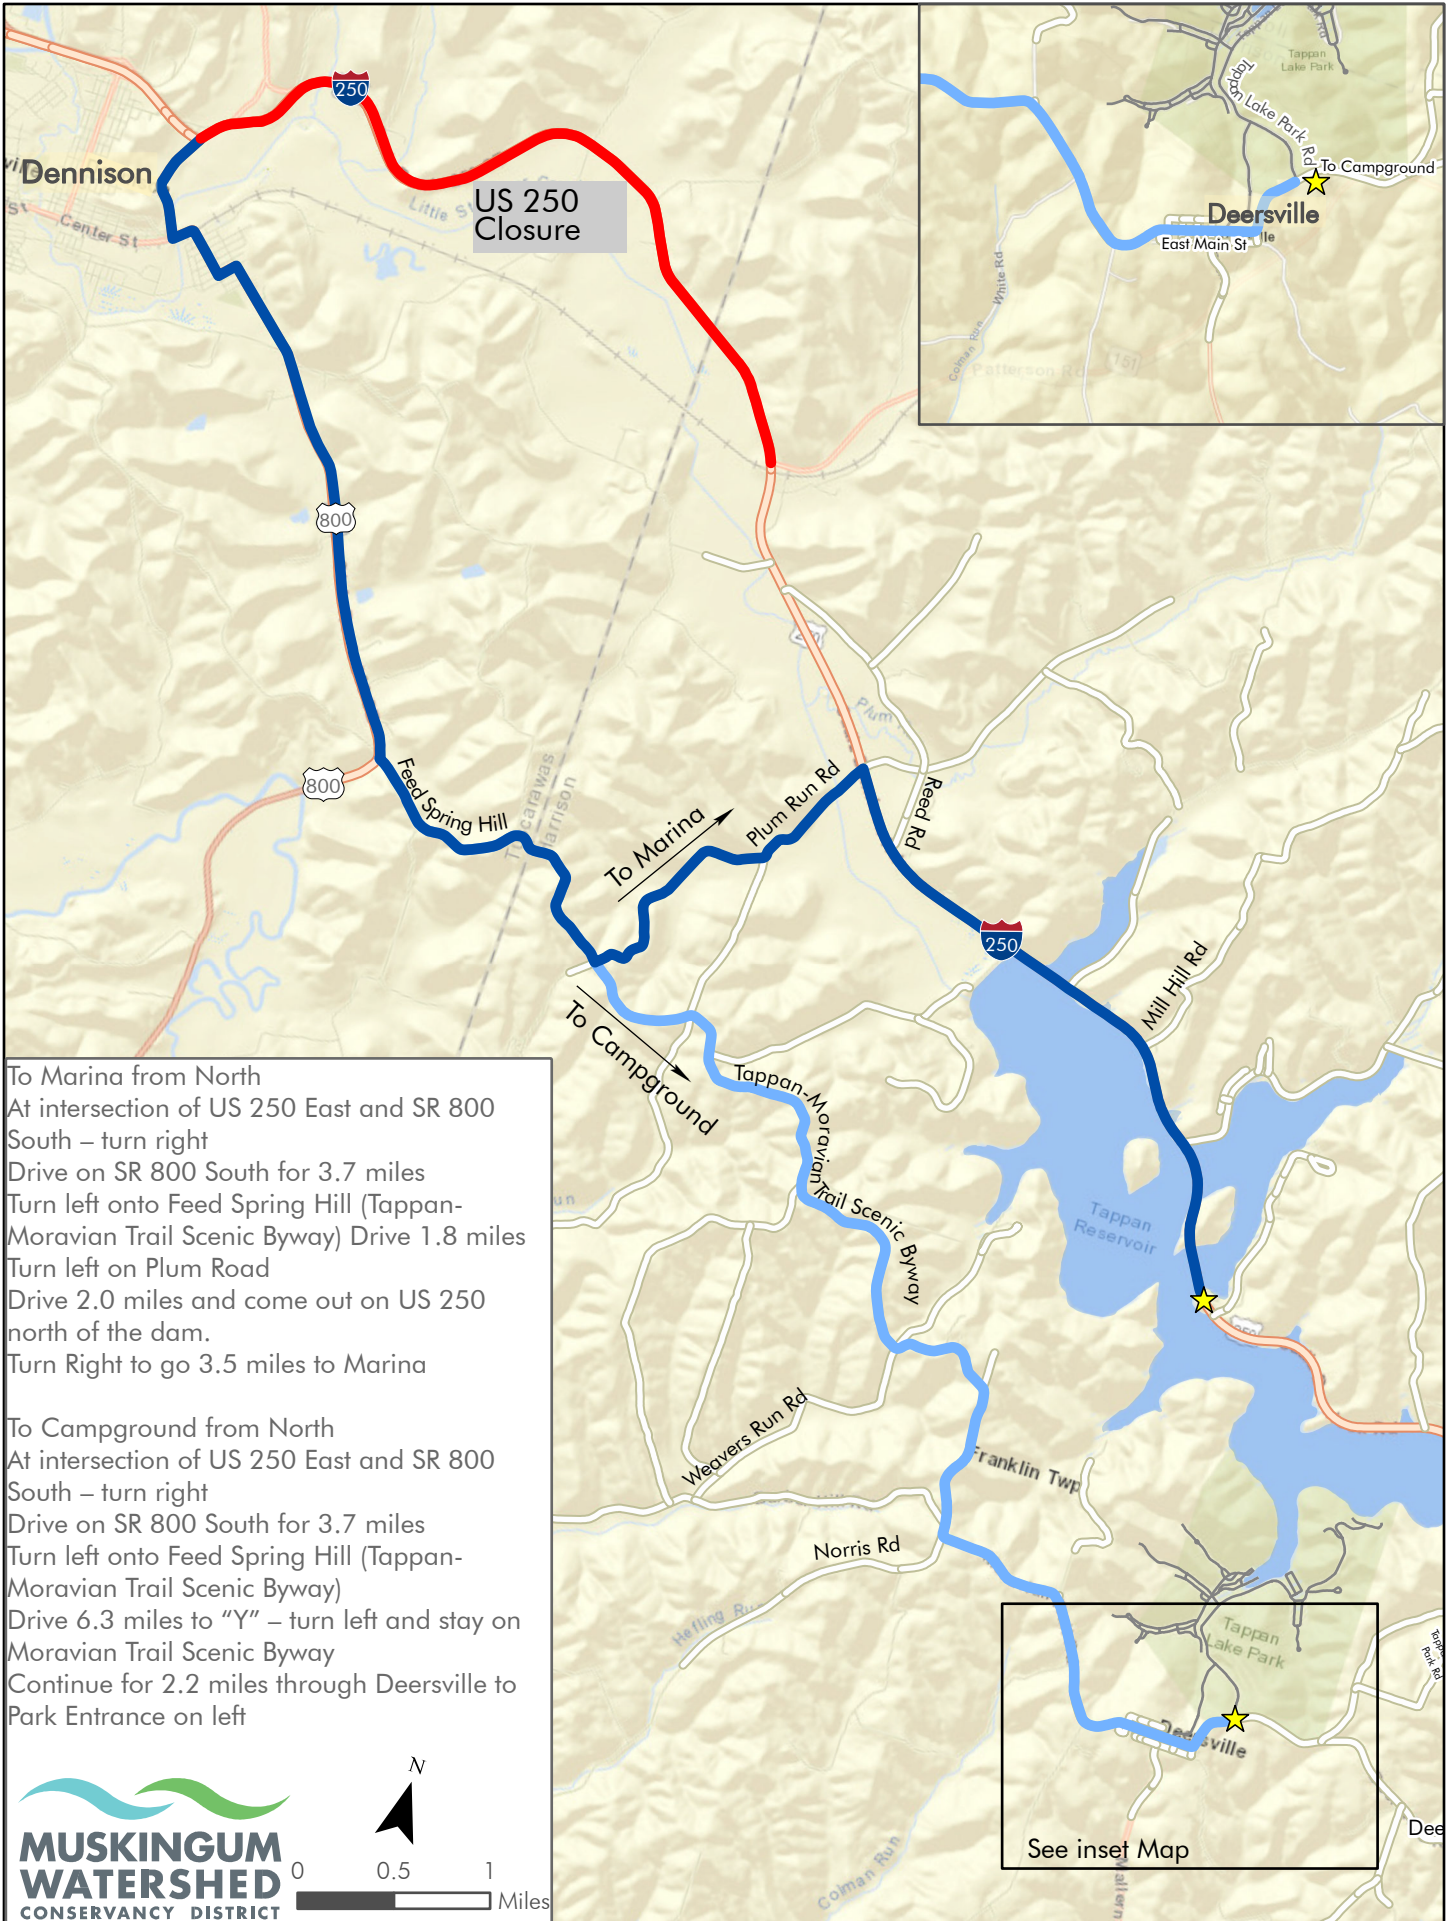 250
Dennison
St
Center St
US 250
Closure
800
800
Feed Spring Hill
To Marina
Plum Run Rd
Reed Rd
250
Mill Hill Rd
To Campground
Tappan-Moravian Trail Scenic Byway
Tappan
Reservoir
Weavers Run Rd
Franklin Twp
Norris Rd
Tappan
Lake Park
Deersville
See inset Map
Colman Run
Dee
Tappan
Lake Park
Tappan Lake Park Rd
To Campground
Deersville
East Main St
White Rd
Colman Run
Patterson Rd
(151)
To Marina from North
At intersection of US 250 East and SR 800
South – turn right
Drive on SR 800 South for 3.7 miles
Turn left onto Feed Spring Hill (Tappan-
Moravian Trail Scenic Byway) Drive 1.8 miles
Turn left on Plum Road
Drive 2.0 miles and come out on US 250
north of the dam.
Turn Right to go 3.5 miles to Marina
To Campground from North
At intersection of US 250 East and SR 800
South – turn right
Drive on SR 800 South for 3.7 miles
Turn left onto Feed Spring Hill (Tappan-
Moravian Trail Scenic Byway)
Drive 6.3 miles to “Y” – turn left and stay on
Moravian Trail Scenic Byway
Continue for 2.2 miles through Deersville to
Park Entrance on left
MUSKINGUM
WATERSHED
CONSERVANCY DISTRICT
N
0 0.5 1
Miles